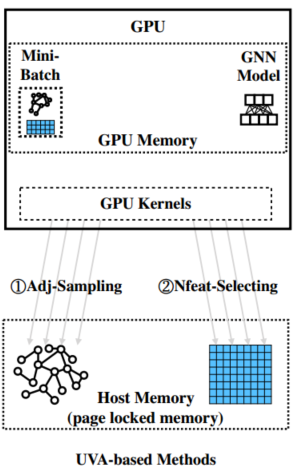 GPU
Mini-
Batch
GNN
Model
GPU Memory
GPU Kernels
①Adj-Sampling
②Nfeat-Selecting
Host Memory
(page locked memory)
UVA-based Methods